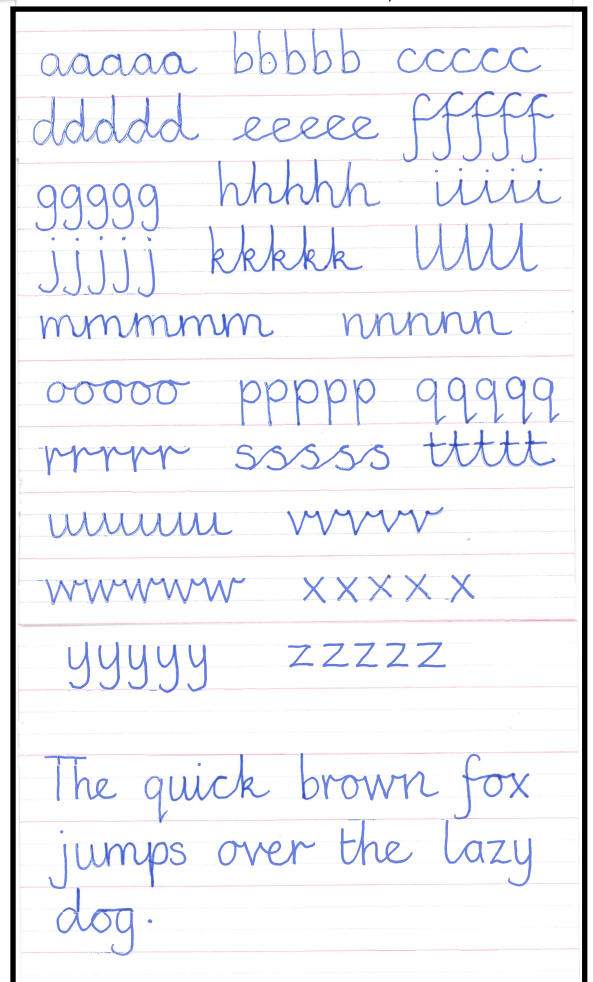 aaaaa bbbbb ccccc
ddddd eeeee fffff
ggggg hhhhh iiiii
jjjjj kkkkk lllll
mmmmm nnnnn
ooooo ppppp qqqqq
rrrrr sssss ttttt
uuuuu vvvvv
wwwww xxxxx
yyyyy zzzzz
The quick brown fox
jumps over the lazy
dog.